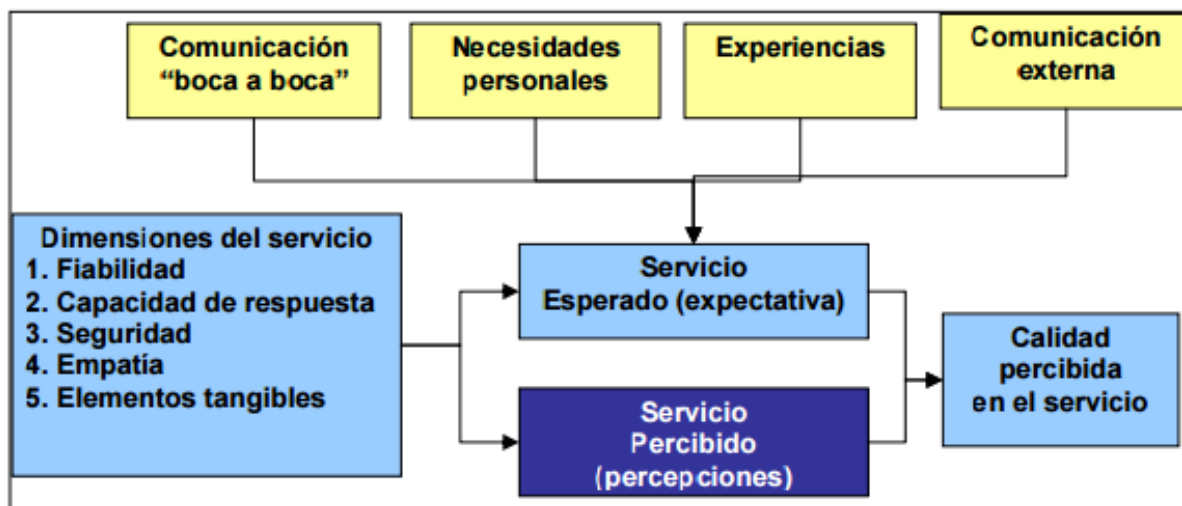 Comunicación
“boca a boca”
Necesidades
personales
Experiencias
Comunicación
externa
Dimensiones del servicio
1. Fiabilidad
2. Capacidad de respuesta
3. Seguridad
4. Empatía
5. Elementos tangibles
Servicio
Esperado (expectativa)
Servicio
Percibido
(percepciones)
Calidad
percibida
en el servicio